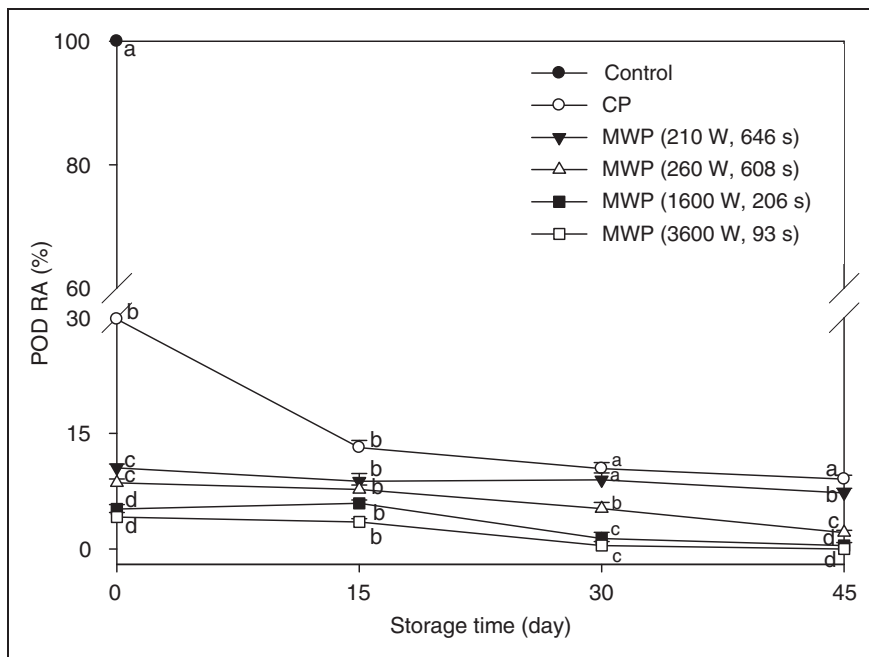 100
80
60
30
15
0
POD RA (%)
a
Control
CP
MWP (210 W, 646 s)
MWP (260 W, 608 s)
MWP (1600 W, 206 s)
MWP (3600 W, 93 s)
b
b
a
a
c
b
a
b
c
b
b
c
d
b
c
d
d
b
c
d
0 15 30 45
Storage time (day)